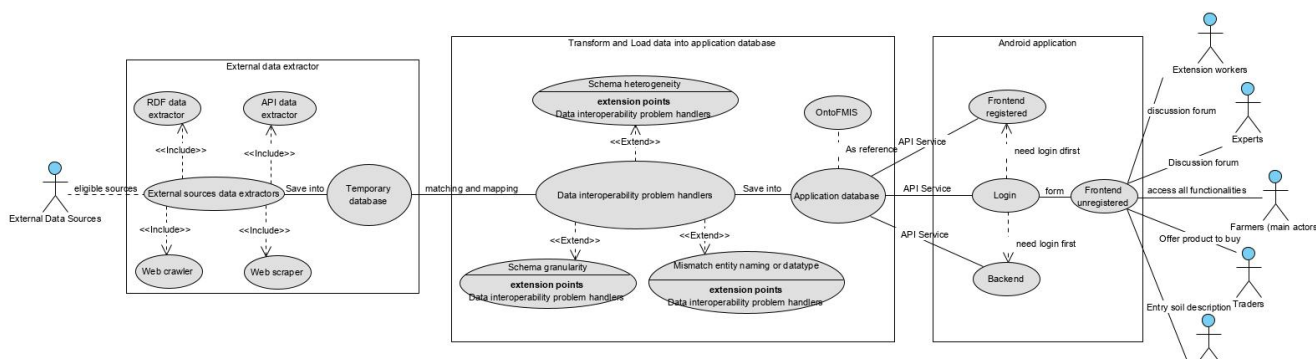 External data extractor
RDF data
extractor
API data
extractor
<<Include>>
<<Include>>
External Data Sources
eligible sources
External sources data extractors
Save into
Temporary
database
<<Include>>
<<Include>>
Web crawler
Web scraper
matching and mapping
Transform and Load data into application database
Schema heterogeneity
extension points
Data interoperability problem handlers
<<Extend>>
Data interoperability problem handlers
Save into
<<Extend>>
<<Extend>>
Schema granularity
extension points
Data interoperability problem handlers
Mismatch entity naming or datatype
extension points
Data interoperability problem handlers
OntoFMIS
As reference
Application database
API Service
API Service
API Service
Android application
Frontend
registered
need login dfirst
Login
form
Frontend
unregistered
need login first
Backend
Extension workers
discussion forum
Experts
Discussion forum
access all functionalities
Farmers (main actors
Offer product to buy
Traders
Entry soil description